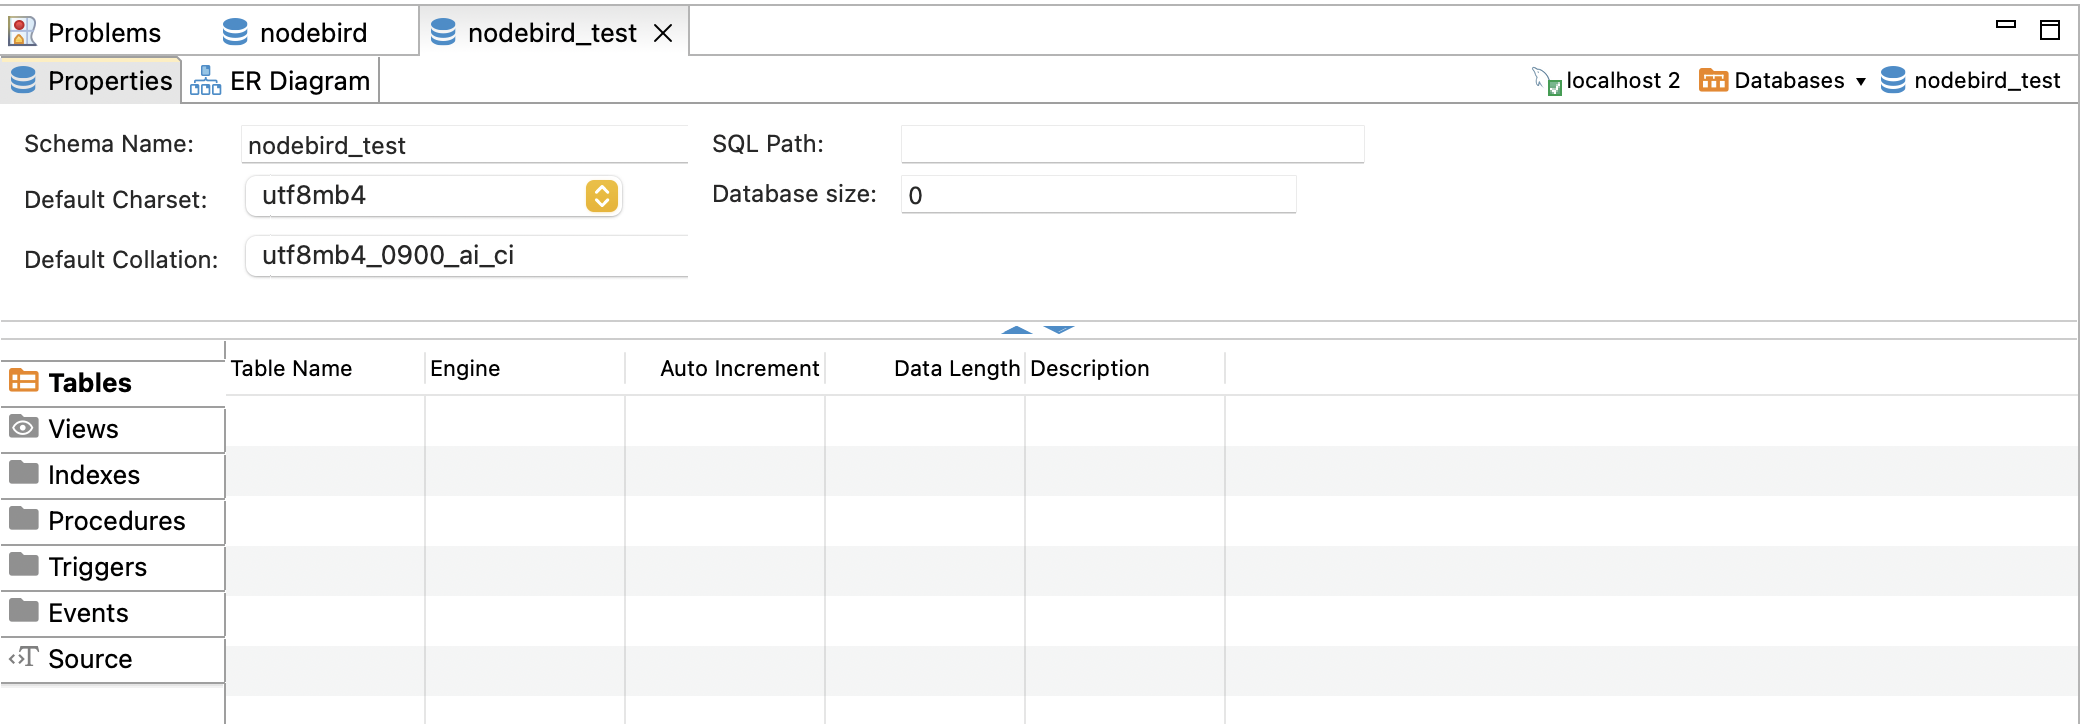 Problems nodebird nodebird_test
Properties ER Diagram localhost 2 Databases nodebird_test
Schema Name: nodebird_test SQL Path:
Default Charset: utf8mb4 Database size: 0
Default Collation: utf8mb4_0900_ai_ci
Table Name Engine Auto Increment Data Length Description
Tables
Views
Indexes
Procedures
Triggers
Events
Source